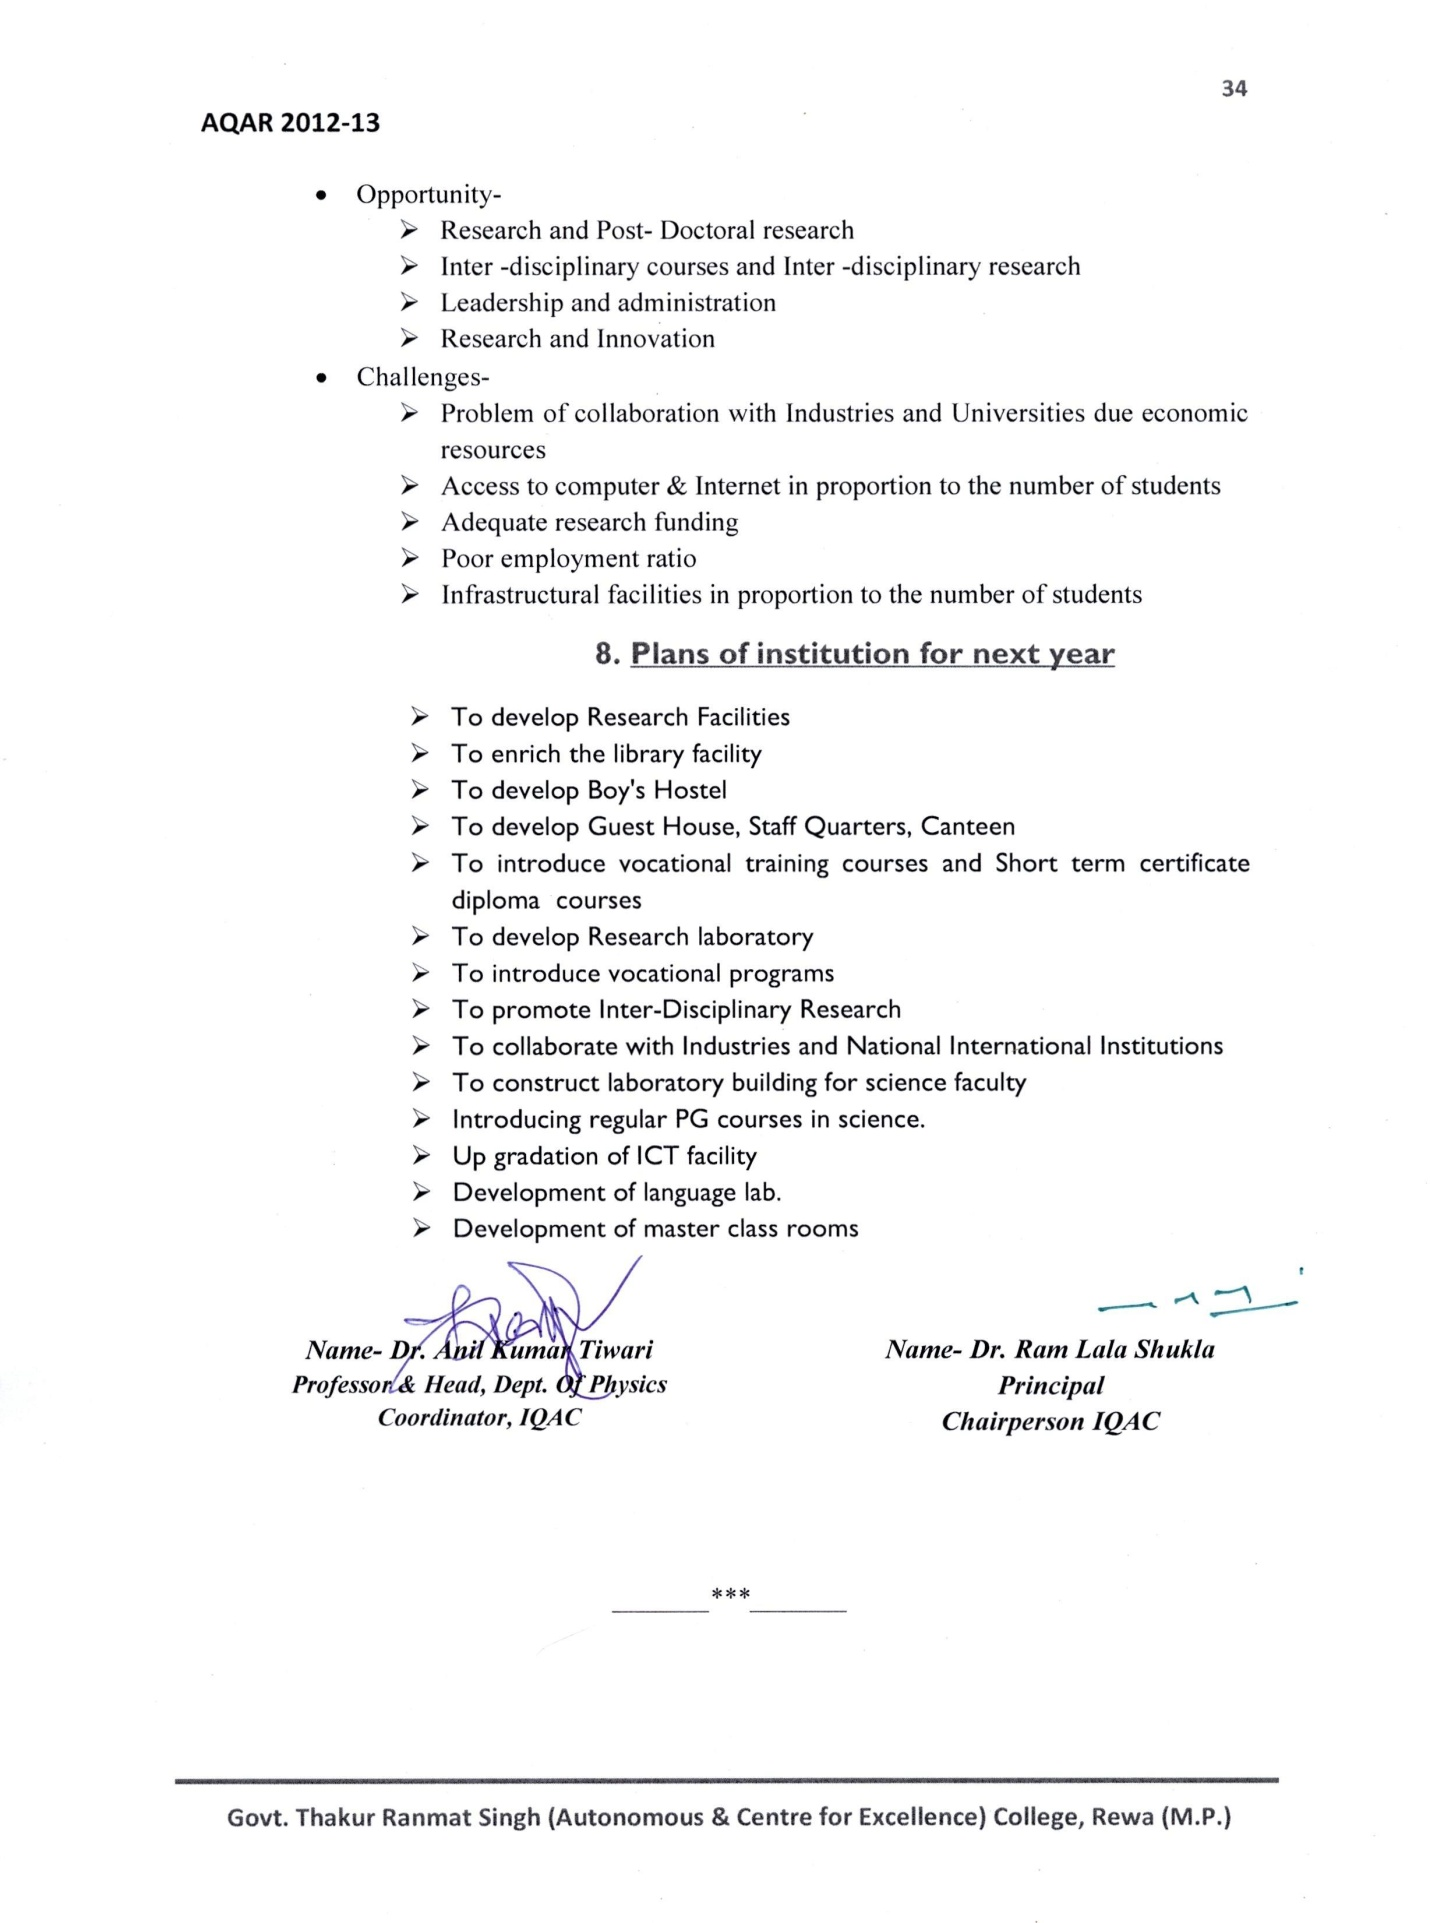 34
AQAR 2012-13
• Opportunity-
➢ Research and Post- Doctoral research
➢ Inter -disciplinary courses and Inter -disciplinary research
➢ Leadership and administration
➢ Research and Innovation
• Challenges-
➢ Problem of collaboration with Industries and Universities due economic
resources
➢ Access to computer & Internet in proportion to the number of students
➢ Adequate research funding
➢ Poor employment ratio
➢ Infrastructural facilities in proportion to the number of students
8. Plans of institution for next year
➢ To develop Research Facilities
➢ To enrich the library facility
➢ To develop Boy's Hostel
➢ To develop Guest House, Staff Quarters, Canteen
➢ To introduce vocational training courses and Short term certificate
diploma courses
➢ To develop Research laboratory
➢ To introduce vocational programs
➢ To promote Inter-Disciplinary Research
➢ To collaborate with Industries and National International Institutions
➢ To construct laboratory building for science faculty
➢ Introducing regular PG courses in science.
➢ Up gradation of ICT facility
➢ Development of language lab.
➢ Development of master class rooms
Name- Dr. Anil Kumar Tiwari
Professor & Head, Dept. Of Physics
Coordinator, IQAC
Name- Dr. Ram Lala Shukla
Principal
Chairperson IQAC
________***________
Govt. Thakur Ranmat Singh (Autonomous & Centre for Excellence) College, Rewa (M.P.)